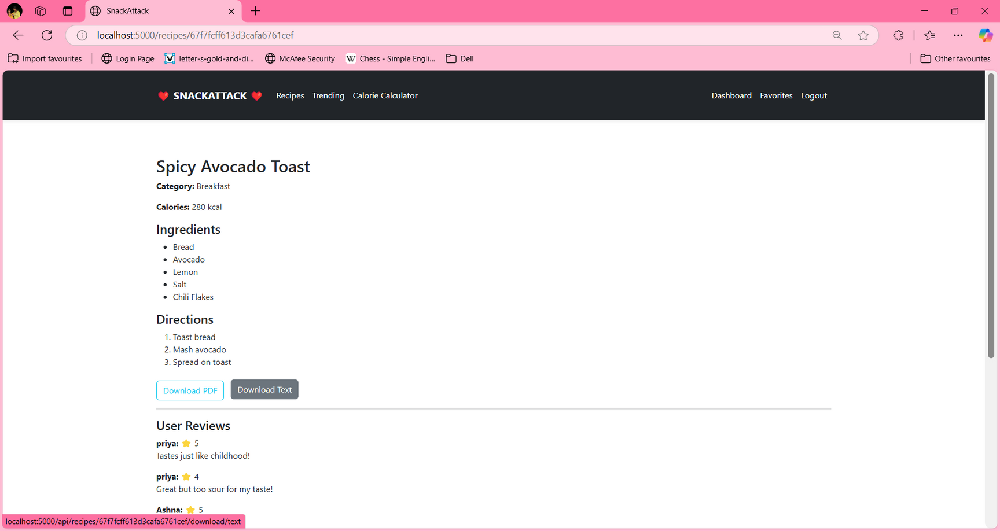 SnackAttack
localhost:5000/recipes/67f7fcff613d3cafa6761cef
Import favourites Login Page letter-s-gold-and-di... McAfee Security Chess - Simple Engli... Dell Other favourites
SNACKATTACK Recipes Trending Calorie Calculator Dashboard Favorites Logout
Spicy Avocado Toast
Category: Breakfast
Calories: 280 kcal
Ingredients
• Bread
• Avocado
• Lemon
• Salt
• Chili Flakes
Directions
1. Toast bread
2. Mash avocado
3. Spread on toast
Download PDF Download Text
User Reviews
priya: ⭐ 5
Tastes just like childhood!
priya: ⭐ 4
Great but too sour for my taste!
Ashna: ⭐ 5
localhost:5000/api/recipes/67f7fcff613d3cafa6761cef/download/text